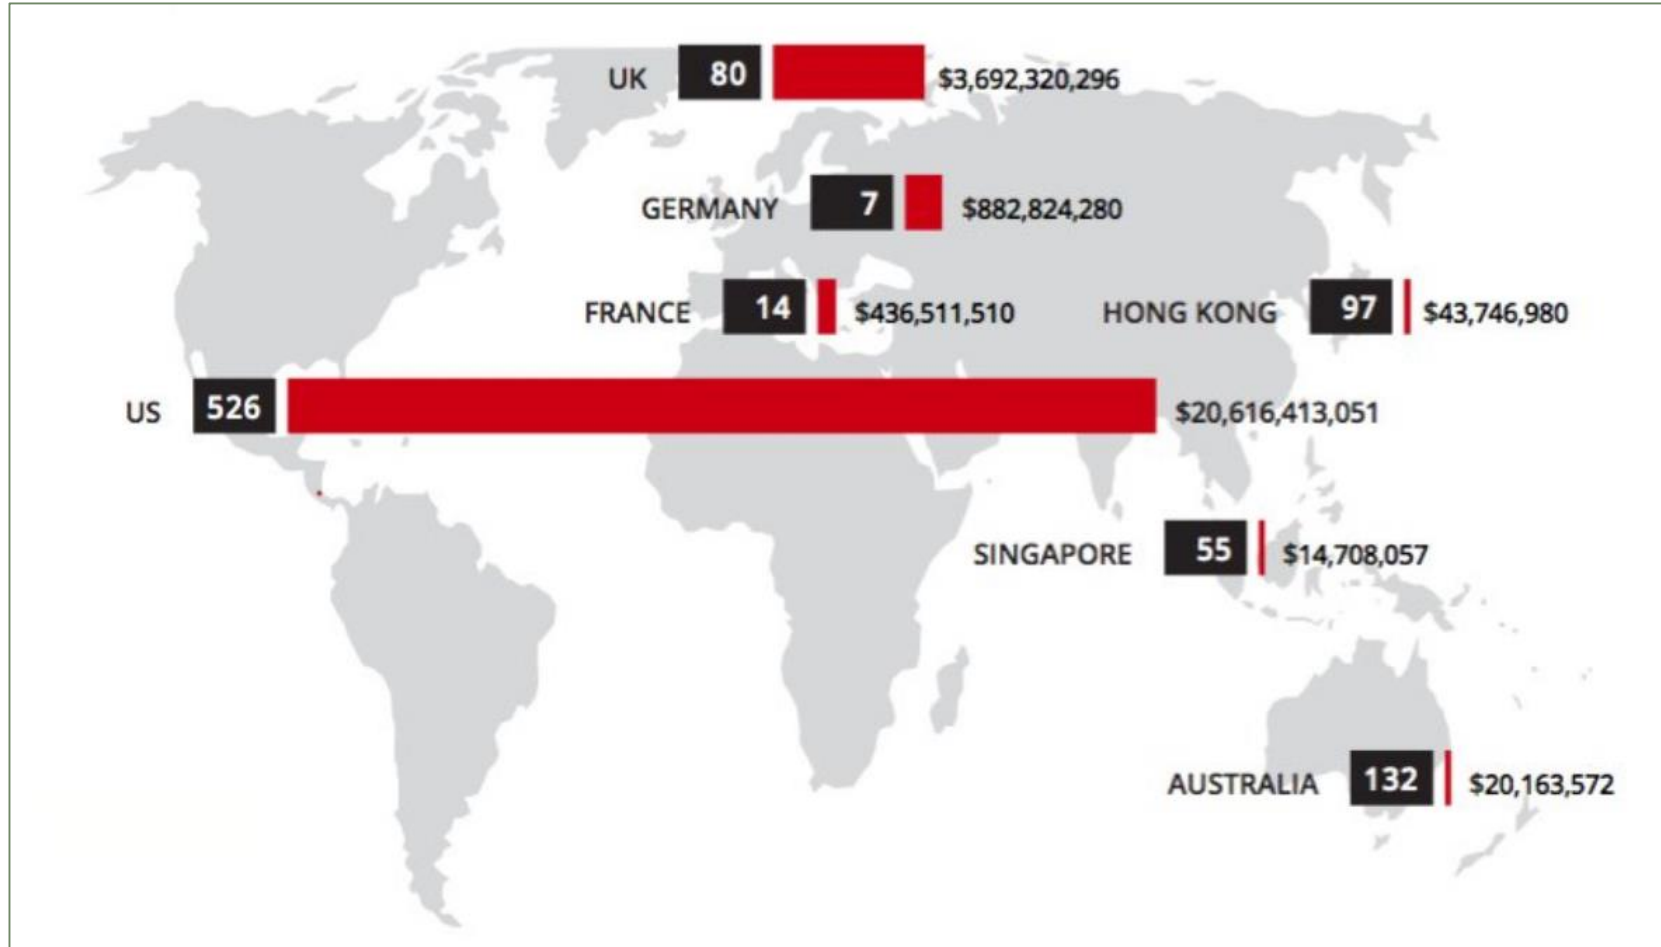 UK 80 $3,692,320,296
GERMANY 7 $882,824,280
FRANCE 14 $436,511,510
HONG KONG 97 $43,746,980
US 526 $20,616,413,051
SINGAPORE 55 $14,708,057
AUSTRALIA 132 $20,163,572